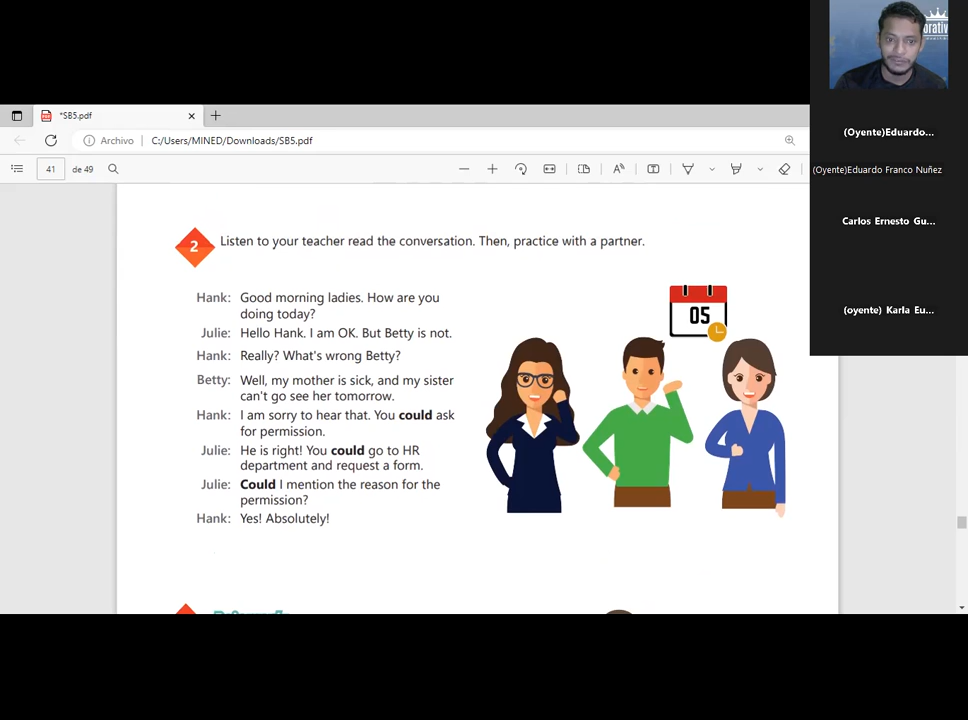 *SB5.pdf
Archivo
C:/Users/MINED/Downloads/SB5.pdf
41 de 49
2
Listen to your teacher read the conversation. Then, practice with a partner.
Hank: Good morning ladies. How are you
doing today?
Julie: Hello Hank. I am OK. But Betty is not.
Hank: Really? What's wrong Betty?
Betty: Well, my mother is sick, and my sister
can't go see her tomorrow.
Hank: I am sorry to hear that. You could ask
for permission.
Julie: He is right! You could go to HR
department and request a form.
Julie: Could I mention the reason for the
permission?
Hank: Yes! Absolutely!
05
(Oyente)Eduardo...
(Oyente)Eduardo Franco Nuñez
Carlos Ernesto Gu...
(oyente) Karla Eu...